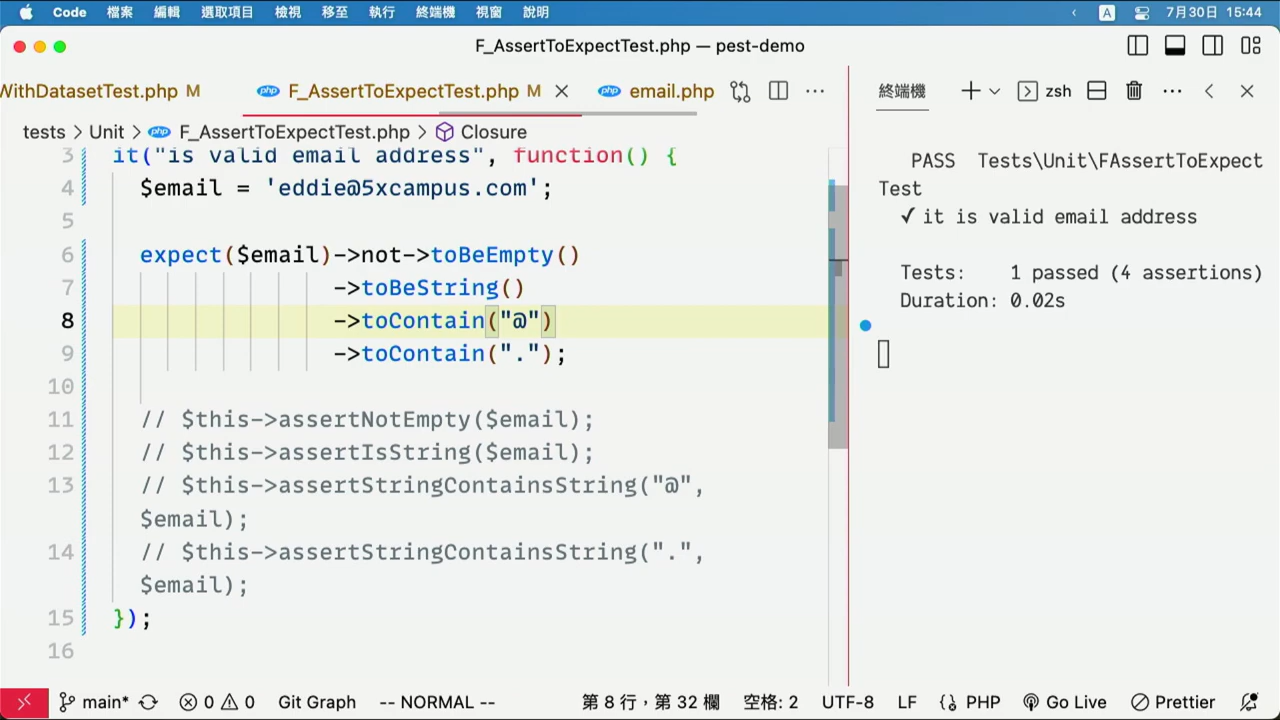 Code 檔案 編輯 選取項目 檢視 移至 執行 終端機 視窗 說明 A 7月30日 15:44
F_AssertToExpectTest.php — pest-demo
WithDatasetTest.php M php F_AssertToExpectTest.php M php email.php
tests > Unit > php F_AssertToExpectTest.php > Closure
3 it("is valid email address", function() {
4 $email = 'eddie@5xcampus.com';
5
6 expect($email)->not->toBeEmpty()
7 ->toBeString()
8 ->toContain("@")
9 ->toContain(".");
10
11 // $this->assertNotEmpty($email);
12 // $this->assertIsString($email);
13 // $this->assertStringContainsString("@",
$email);
14 // $this->assertStringContainsString(".",
$email);
15 });
16
終端機 zsh
PASS Tests\Unit\FAssertToExpect
Test
✓ it is valid email address
Tests: 1 passed (4 assertions)
Duration: 0.02s
main* 0 0 Git Graph -- NORMAL -- 第 8 行，第 32 欄 空格: 2 UTF-8 LF {} PHP Go Live Prettier